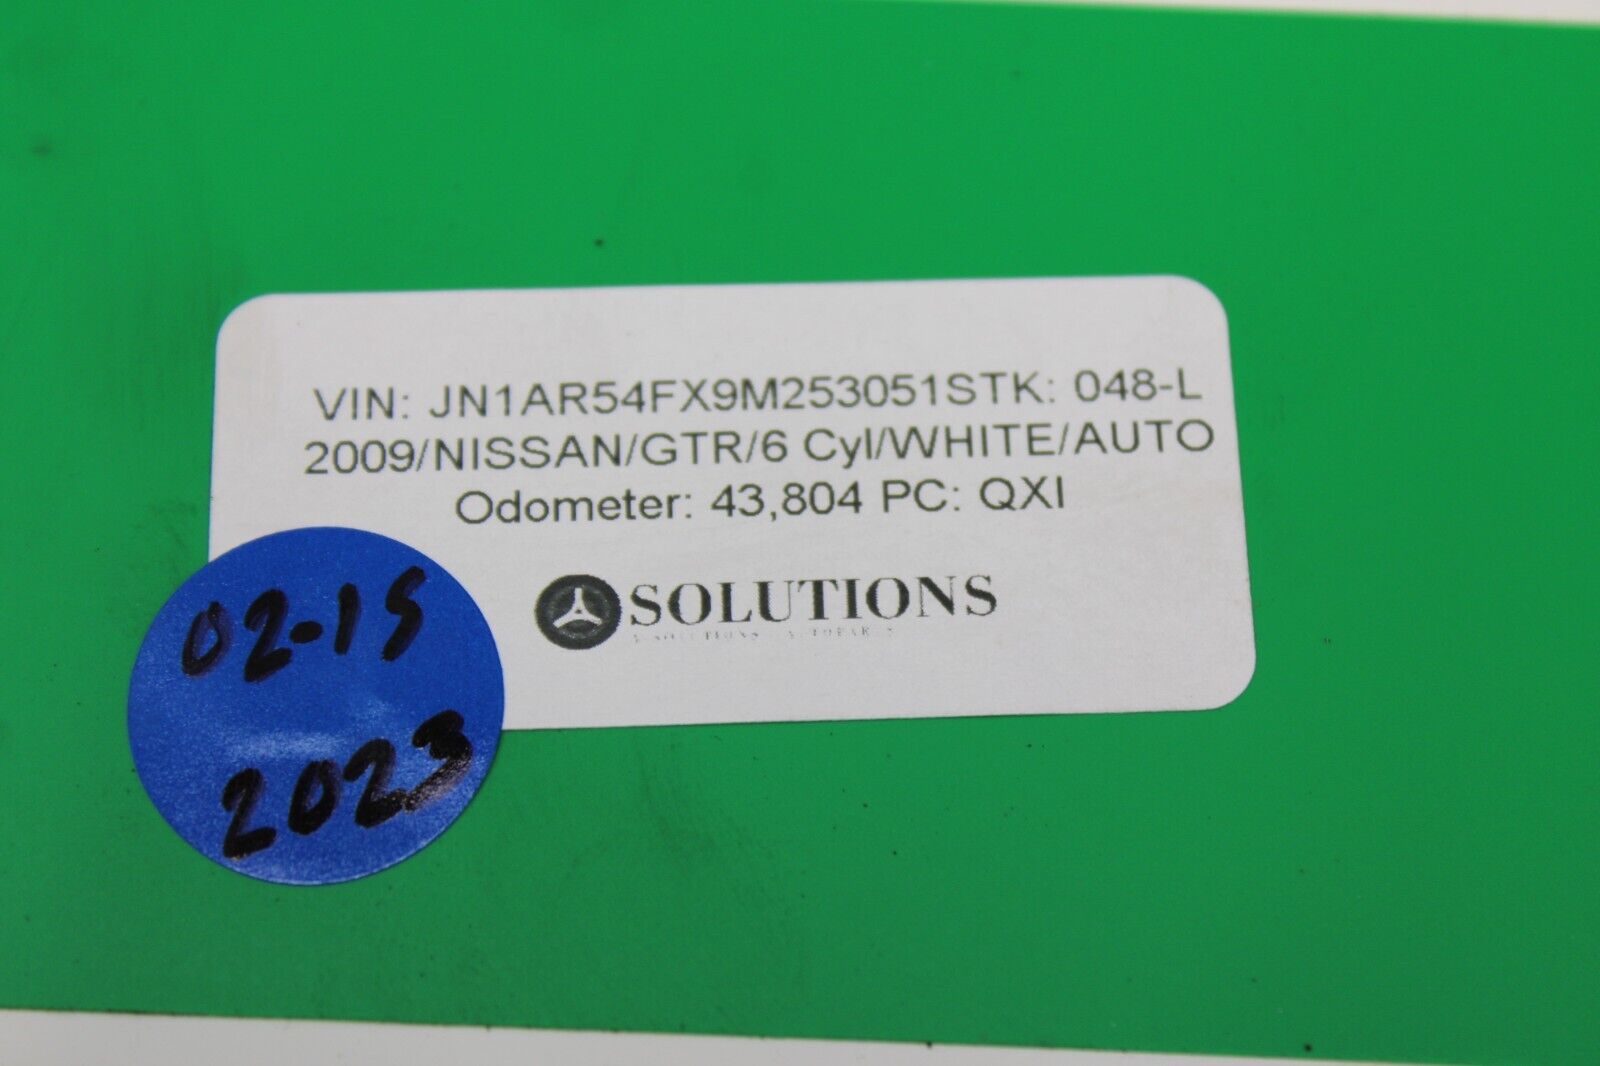 VIN: JN1AR54FX9M253051STK: 048-L
2009/NISSAN/GTR/6 Cyl/WHITE/AUTO
Odometer: 43,804 PC: QXI
SOLUTIONS
02-15
2023